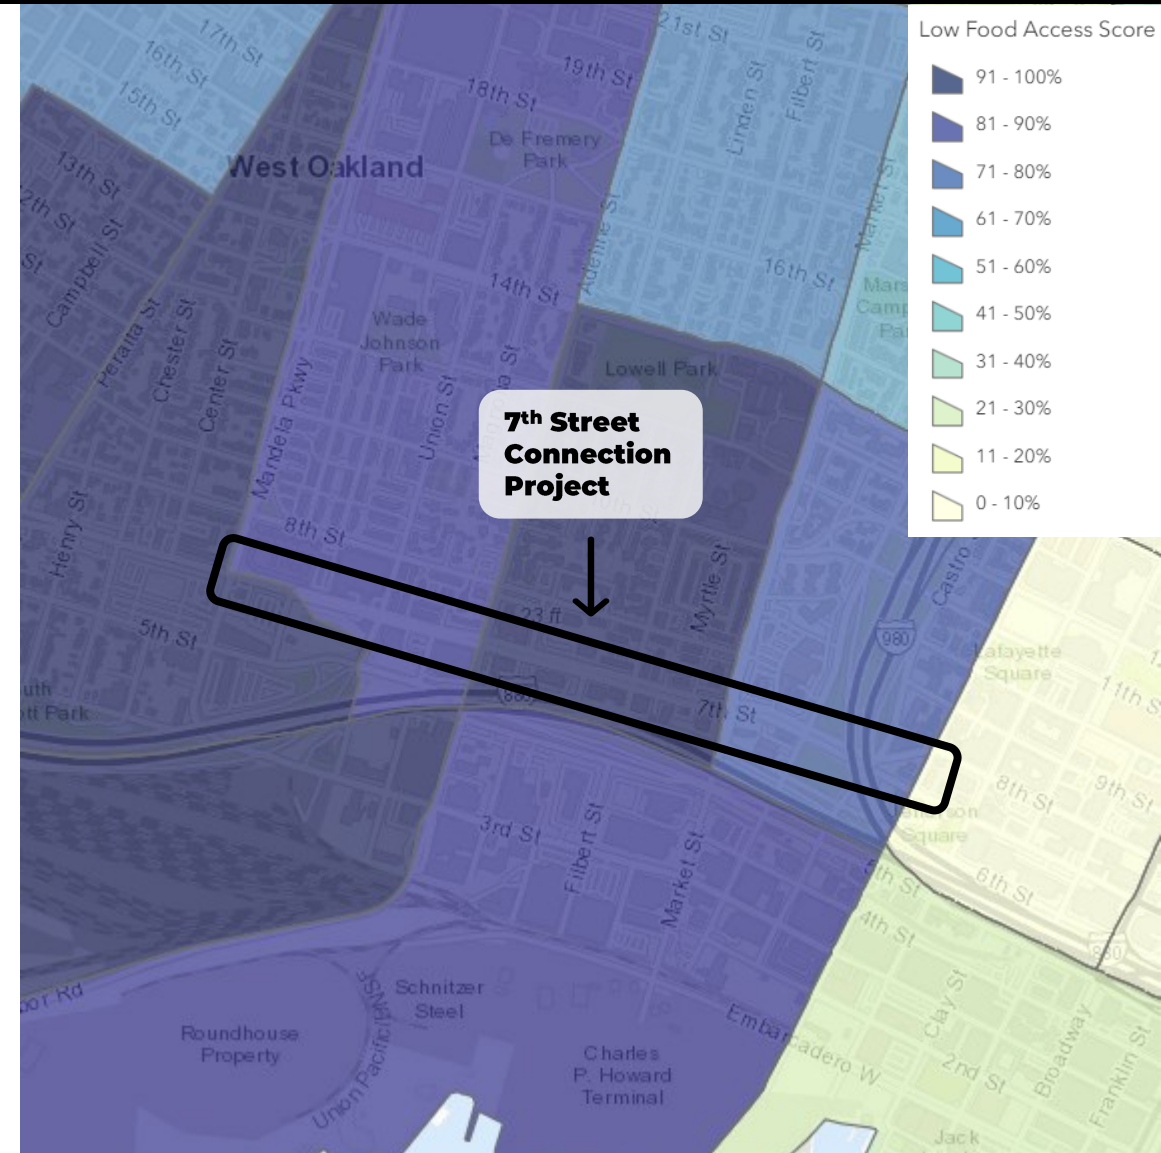 Low Food Access Score
91 - 100%
81 - 90%
71 - 80%
61 - 70%
51 - 60%
41 - 50%
31 - 40%
21 - 30%
11 - 20%
0 - 10%
17th St
16th St
15th St
21st St
19th St
18th St
De Fremery
Park
Linden St
Filbert St
West Oakland
13th St
2th St
St
Campbell St
Peralta St
Chester St
Center St
Mandela Pkwy
Wade
Johnson
Park
14th St
Adeline St
16th St
Market St
Union St
Lowell Park
7th Street
Connection
Project
Henry St
8th St
5th St
23 ft
Myrtle St
7th St
980
Castro
Lafayette
Square
11th S
8th St
9th St
Square
6th St
880
880
4th St
3rd St
Filbert St
Market St
Schnitzer
Steel
Roundhouse
Property
Union Pacific
Charles
P. Howard
Terminal
Embarcadero W
Clay St
2nd St
Broadway
Franklin St
Jack